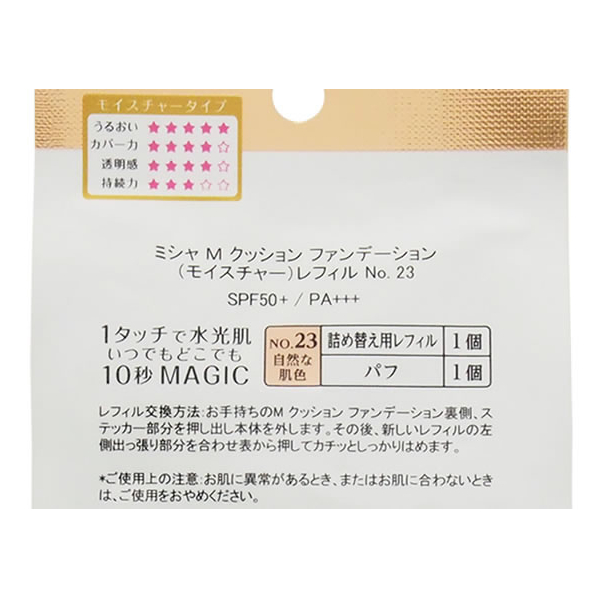 モイスチャータイプ
うるおい ★★★★★
カバー力 ★★★★☆
透明感 ★★★★☆
持続力 ★★★☆☆
ミシャ M クッション ファンデーション
（モイスチャー）レフィル No. 23
SPF50+ / PA+++
1タッチで水光肌
いつでもどこでも
10秒 MAGIC
NO.23
自然な
肌色
詰め替え用レフィル 1個
パフ 1個
レフィル交換方法：お手持ちのM クッション ファンデーション裏側、ス
テッカー部分を押し出し本体を外します。その後、新しいレフィルの左
側出っ張り部分を合わせ表から押してカチッとしっかりはめます。
*ご使用上の注意：お肌に異常があるとき、またはお肌に合わないとき
は、ご使用をおやめください。